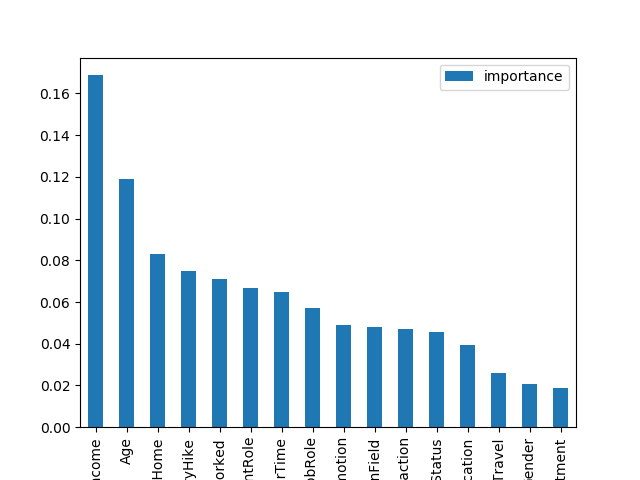 importance
0.16
0.14
0.12
0.10
0.08
0.06
0.04
0.02
0.00
ncome
Age
Home
yHike
orked
ntRole
rTime
obRole
motion
nField
action
Status
cation
Travel
ender
tment